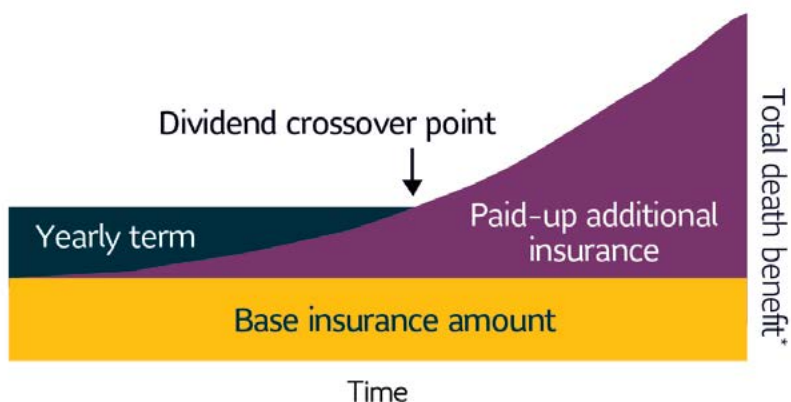 Dividend crossover point
Yearly term
Paid-up additional
insurance
Base insurance amount
Total death benefit*
Time